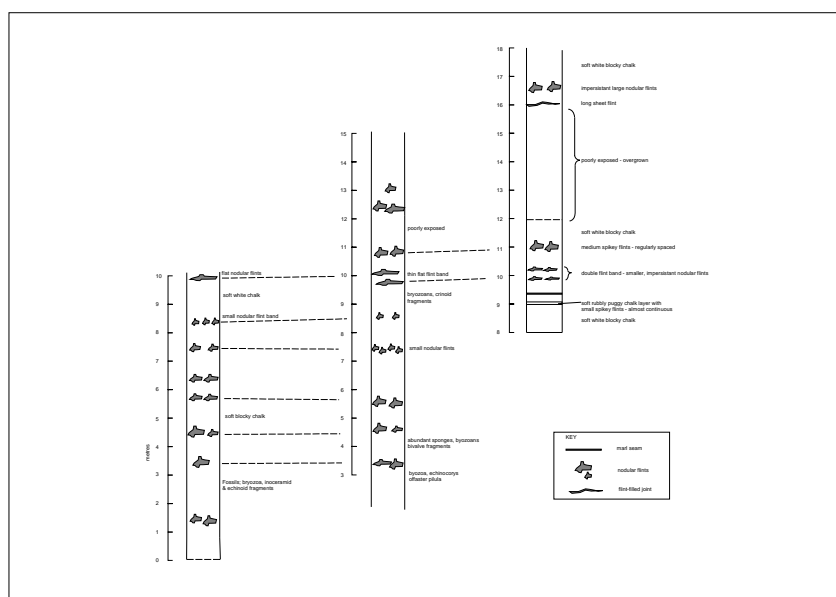 18
17
16
15
14
13
12
11
10
9
8
soft white blocky chalk
impersistant large nodular flints
long sheet flint
poorly exposed - overgrown
soft white blocky chalk
medium spikey flints - regularly spaced
double flint band - smaller, impersistant nodular flints
soft rubbly puggy chalk layer with
small spikey flints - almost continuous
soft white blocky chalk
15
14
13
12
11
10
9
8
7
6
5
4
3
poorly exposed
thin flat flint band
bryozoans, crinoid
fragments
small nodular flints
abundant sponges, byozoans
bivalve fragments
byozoa, echinocorys
offaster pilula
10
9
8
7
6
5
4
3
2
1
0
metres
flat nodular flints
soft white chalk
small nodular flint band
soft blocky chalk
Fossils; bryozoa, inoceramid
& echinoid fragments
KEY
marl seam
nodular flints
flint-filled joint